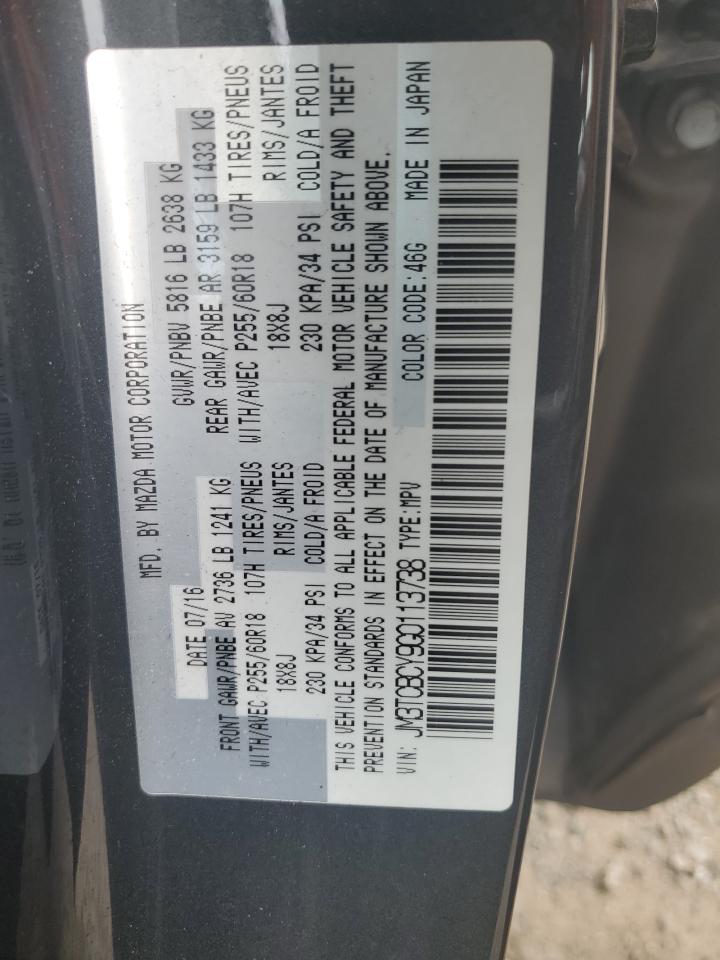 MFD. BY MAZDA MOTOR CORPORATION
DATE 07/16 GVWR/PNBV 5816 LB 2638 KG
FRONT GAWR/PNBE AV 2736 LB 1241 KG REAR GAWR/PNBE AR 3159 LB 1433 KG
WITH/AVEC P255/60R18 107H TIRES/PNEUS WITH/AVEC P255/60R18 107H TIRES/PNEUS
18X8J RIMS/JANTES 18X8J RIMS/JANTES
230 KPA/34 PSI COLD/A FROID 230 KPA/34 PSI COLD/A FROID
THIS VEHICLE CONFORMS TO ALL APPLICABLE FEDERAL MOTOR VEHICLE SAFETY AND THEFT
PREVENTION STANDARDS IN EFFECT ON THE DATE OF MANUFACTURE SHOWN ABOVE.
VIN: JM3TCBCY9G0113738 TYPE:MPV COLOR CODE:46G MADE IN JAPAN